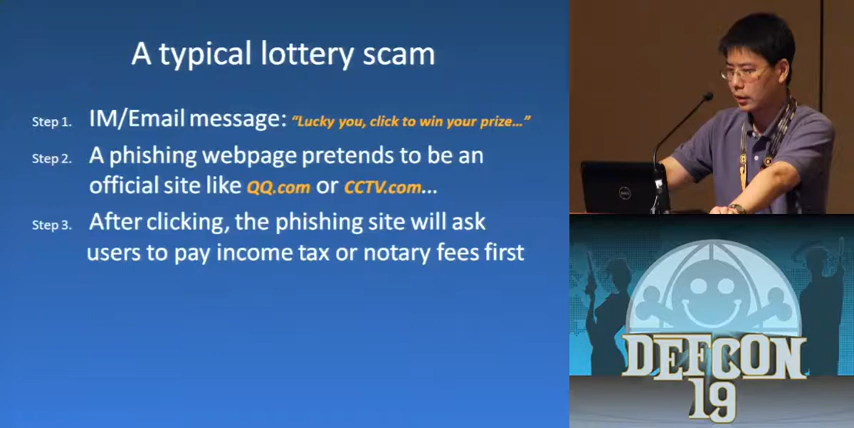 A typical lottery scam
Step 1. IM/Email message: "Lucky you, click to win your prize..."
Step 2. A phishing webpage pretends to be an
official site like QQ.com or CCTV.com...
Step 3. After clicking, the phishing site will ask
users to pay income tax or notary fees first
DELL
DEFCON
19